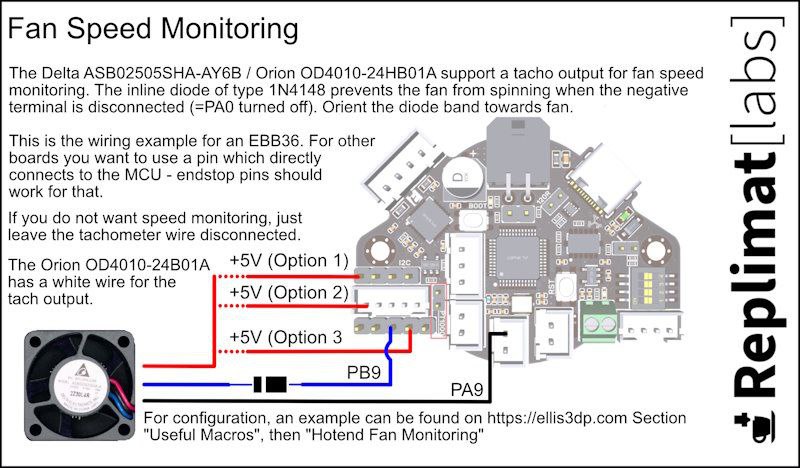 Fan Speed Monitoring
The Delta ASB02505SHA-AY6B / Orion OD4010-24HB01A support a tacho output for fan speed
monitoring. The inline diode of type 1N4148 prevents the fan from spinning when the negative
terminal is disconnected (=PA0 turned off). Orient the diode band towards fan.
This is the wiring example for an EBB36. For other
boards you want to use a pin which directly
connects to the MCU - endstop pins should
work for that.
If you do not want speed monitoring, just
leave the tachometer wire disconnected.
The Orion OD4010-24B01A
has a white wire for the
tach output.
+5V (Option 1)
+5V (Option 2)
+5V (Option 3
PB9
PA9
BOOT
I2C
RST
120R
For configuration, an example can be found on https://ellis3dp.com Section
"Useful Macros", then "Hotend Fan Monitoring"
Replimat[labs]